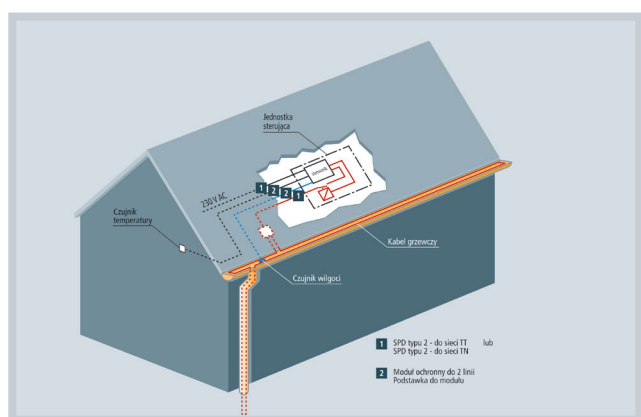 Jednostka
sterująca
sterownik
230 V AC
1 2 2 1
Czujnik
temperatury
Kabel grzewczy
Czujnik wilgoci
1 SPD typu 2 - do sieci TT lub
SPD typu 2 - do sieci TN
2 Moduł ochronny do 2 linii
Podstawka do modułu